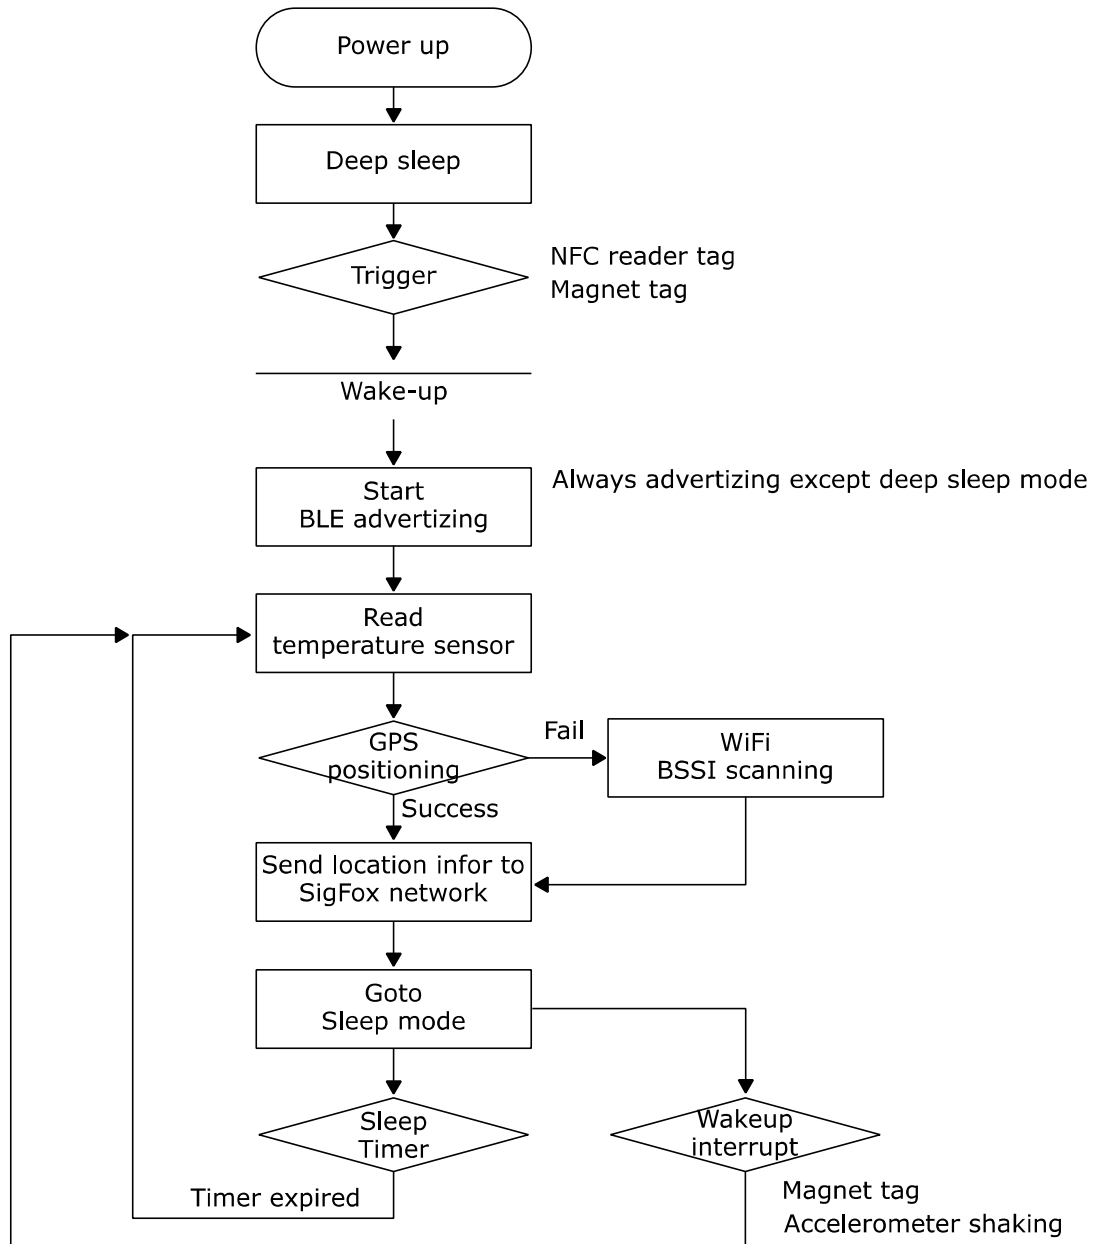 Power up
Deep sleep
Trigger
NFC reader tag
Magnet tag
Wake-up
Start
BLE advertizing
Always advertizing except deep sleep mode
Read
temperature sensor
GPS
positioning
Fail
WiFi
BSSI scanning
Success
Send location infor to
SigFox network
Goto
Sleep mode
Sleep
Timer
Wakeup
interrupt
Timer expired
Magnet tag
Accelerometer shaking